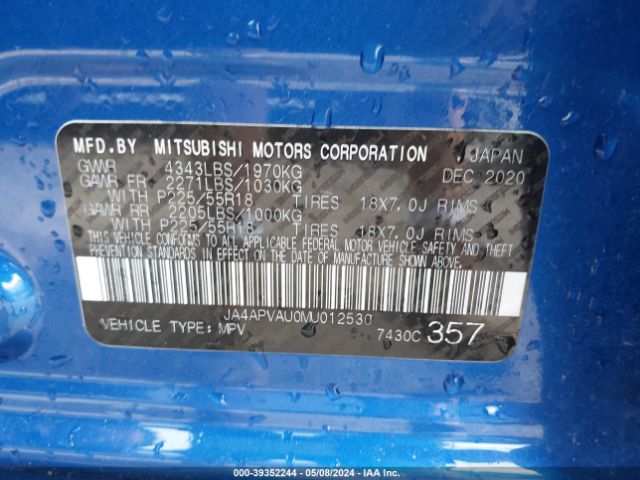 MFD.BY MITSUBISHI MOTORS CORPORATION JAPAN
GVWR 4343LBS/1970KG DEC 2020
GAWR FR 2271LBS/1030KG
WITH P225/55R18 TIRES 18X7.0J RIMS
GAWR RR 2205LBS/1000KG
WITH P225/55R18 TIRES 18X7.0J RIMS
THIS VEHICLE CONFORMS TO ALL APPLICABLE FEDERAL MOTOR VEHICLE SAFETY AND THEFT
PREVENTION STANDARDS IN EFFECT ON THE DATE OF MANUFACTURE SHOWN ABOVE.
JA4APVAU0MU012530
VEHICLE TYPE: MPV 7430C 357
000-39352244 - 05/08/2024 - IAA Inc.